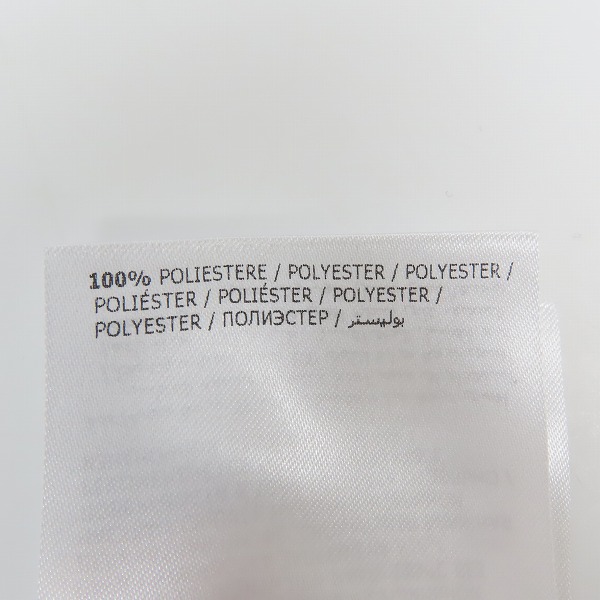 100% POLIESTERE / POLYESTER / POLYESTER /
POLIÉSTER / POLIÉSTER / POLYESTER /
POLYESTER / ПОЛИЭСТЕР / بوليستر